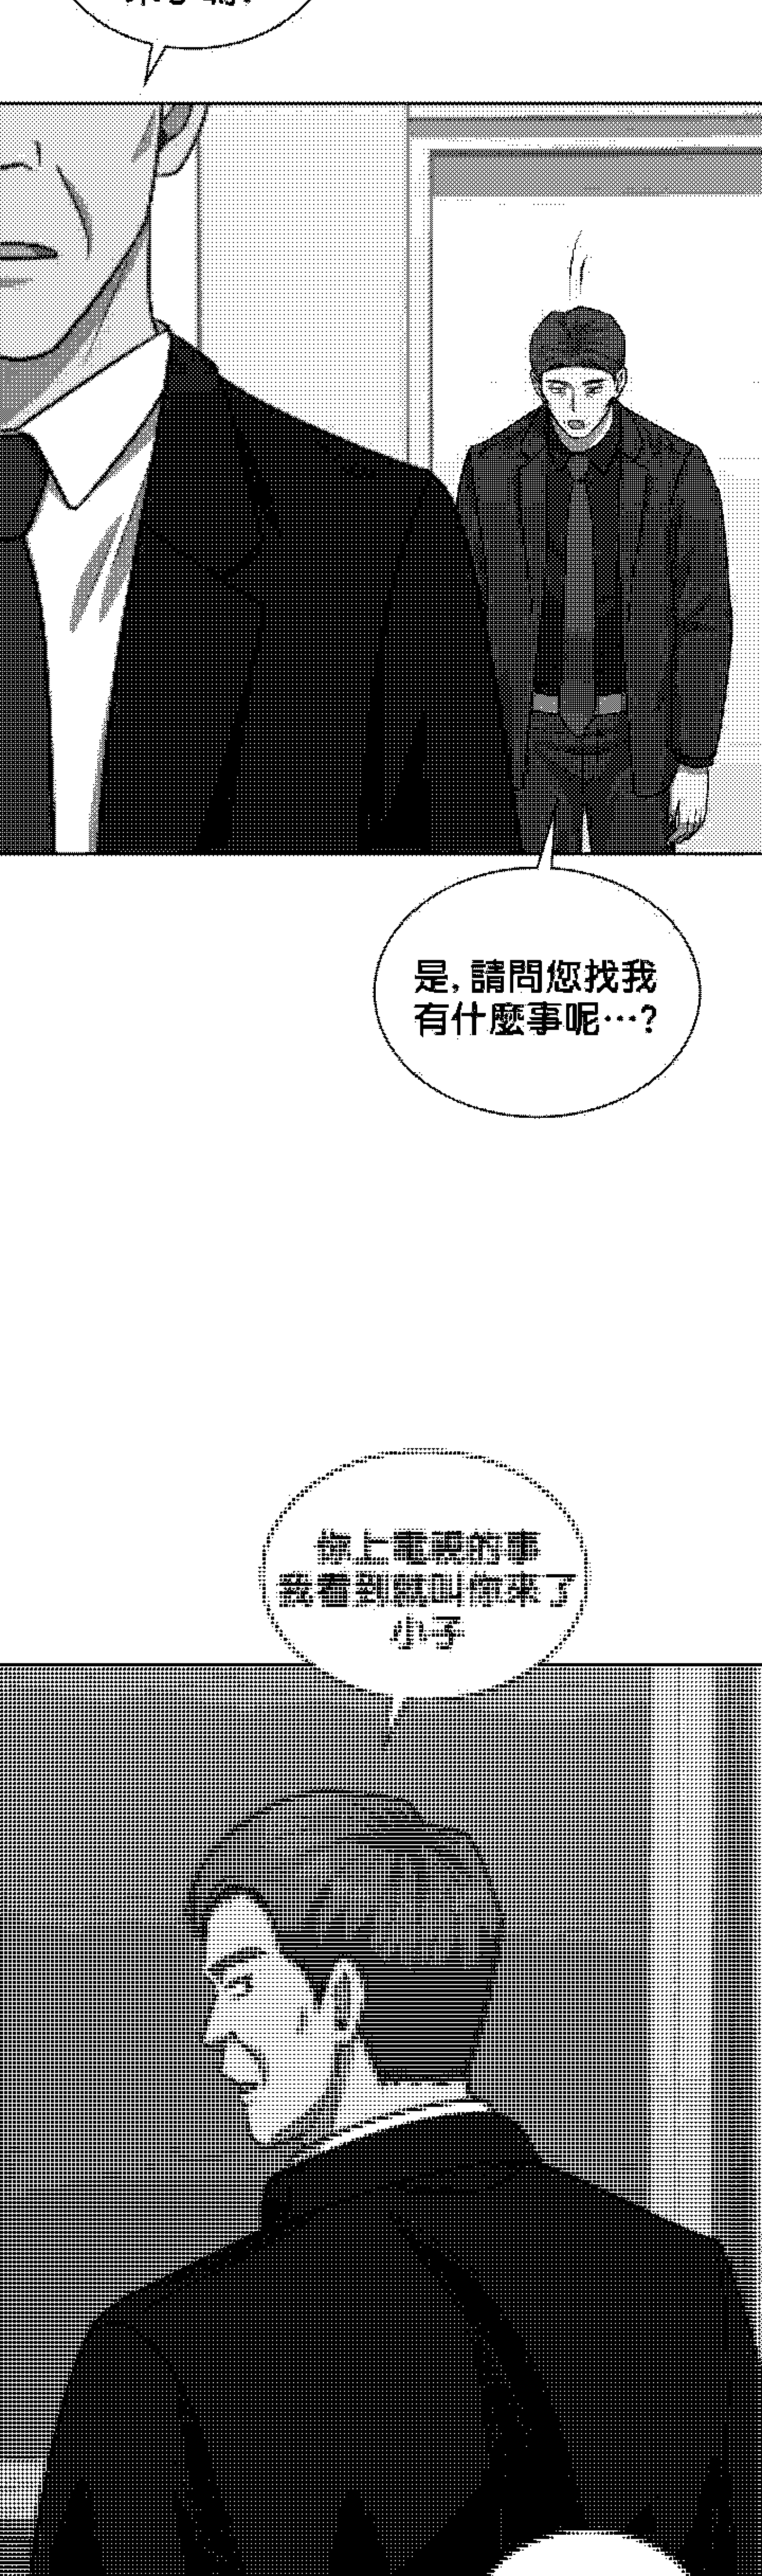 是,請問您找我
有什麼事呢…?
你上電視的事
我看到就叫你來了
小子